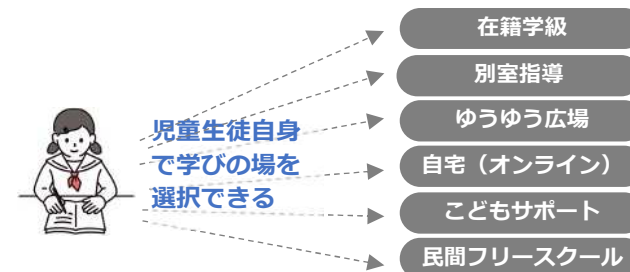 児童生徒自身
で学びの場を
選択できる
在籍学級
別室指導
ゆうゆう広場
自宅（オンライン）
こどもサポート
民間フリースクール